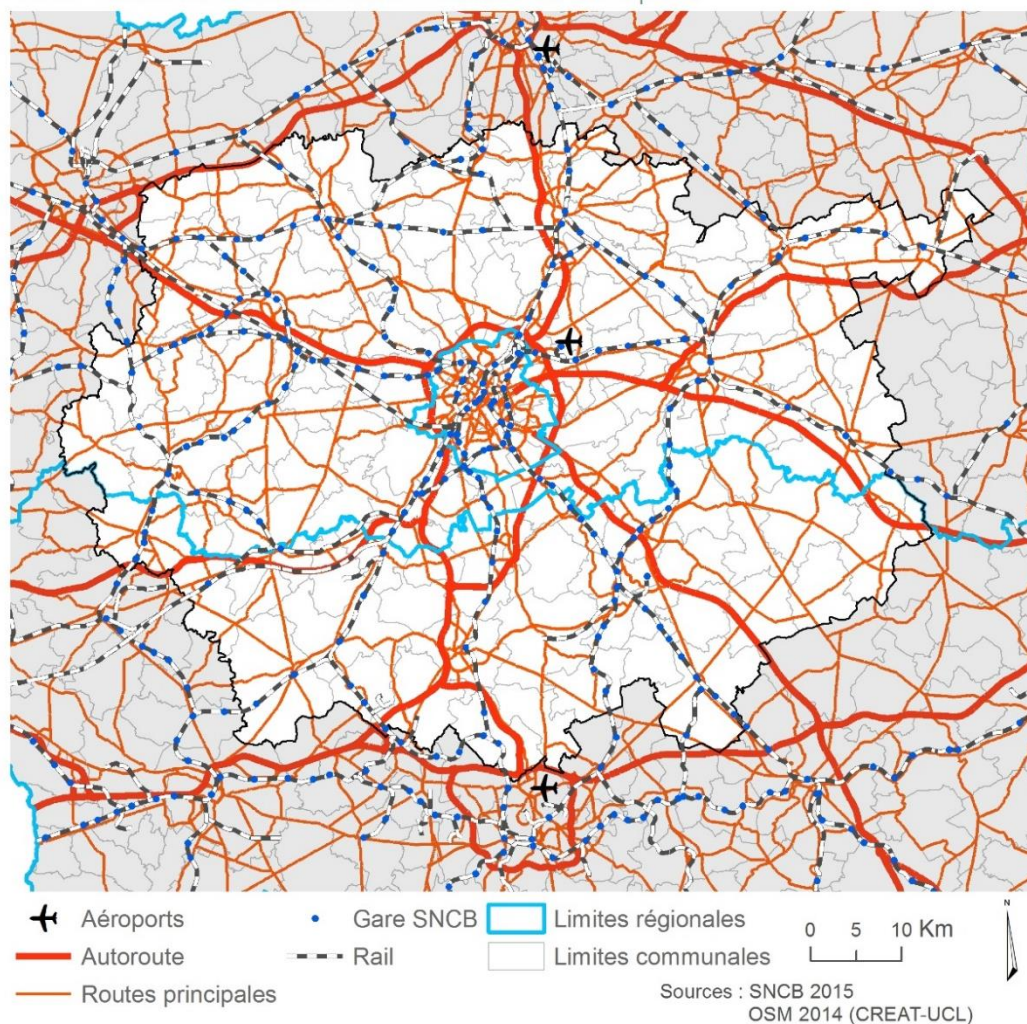 Aéroports
Gare SNCB
Limites régionales
0 5 10 Km
N
Autoroute
Rail
Limites communales
Routes principales
Sources : SNCB 2015
OSM 2014 (CREAT-UCL)